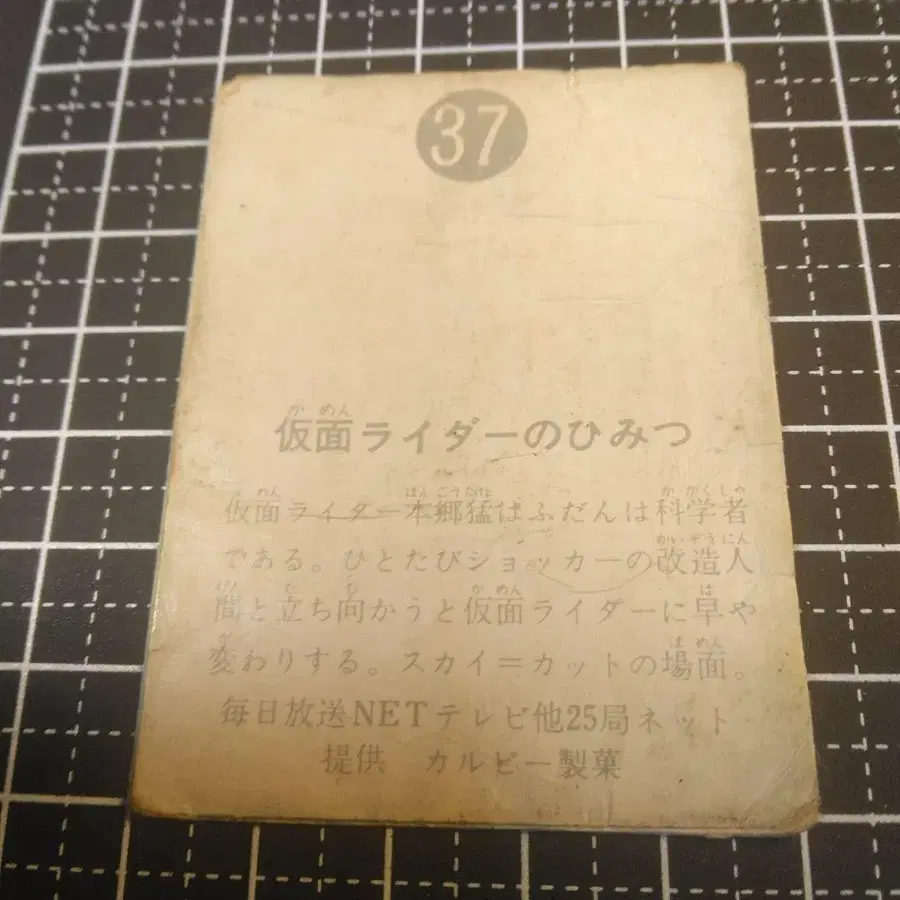 37
仮面ライダーのひみつ
仮面ライダー本郷猛はふだんは科学者
である。ひとたびショッカーの改造人
間と立ち向かうと仮面ライダーに早や
変わりする。スカイ＝カットの場面。
毎日放送NETテレビ他25局ネット
提供 カルビー製菓